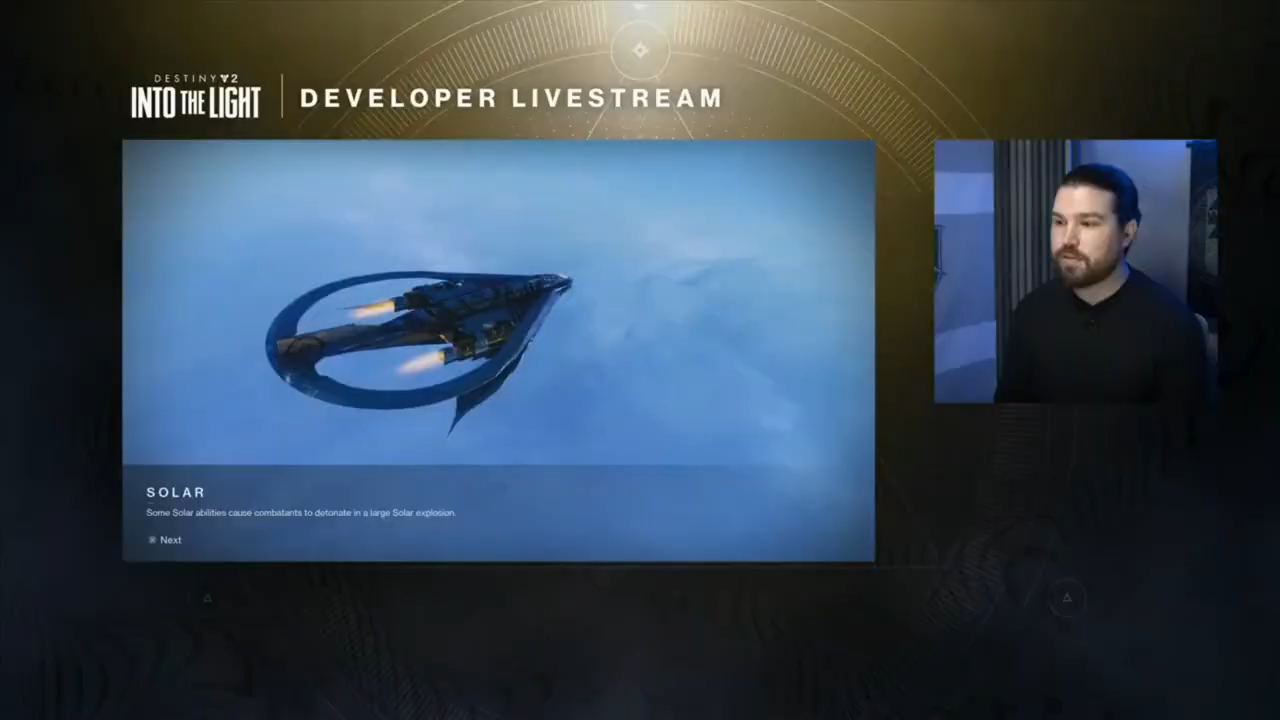 DESTINY 2
INTO THE LIGHT
DEVELOPER LIVESTREAM
SOLAR
Some Solar abilities cause combatants to detonate in a large Solar explosion.
Next